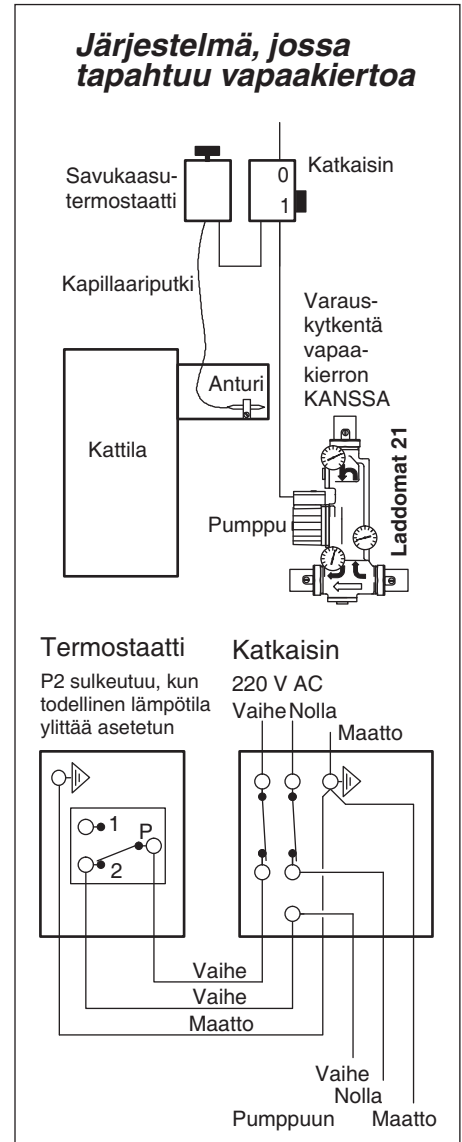 Järjestelmä, jossa
tapahtuu vapaakiertoa
Savukaasu-
termostaatti
0
1
Katkaisin
Kapillaariputki
Varaus-
kytkentä
vapaa-
kierron
KANSSA
Anturi
Kattila
Laddomat 21
Pumppu
Termostaatti
P2 sulkeutuu, kun
todellinen lämpötila
ylittää asetetun
Katkaisin
220 V AC
Vaihe Nolla
Maatto
1
P
2
Vaihe
Vaihe
Maatto
Vaihe
Nolla
Pumppuun Maatto